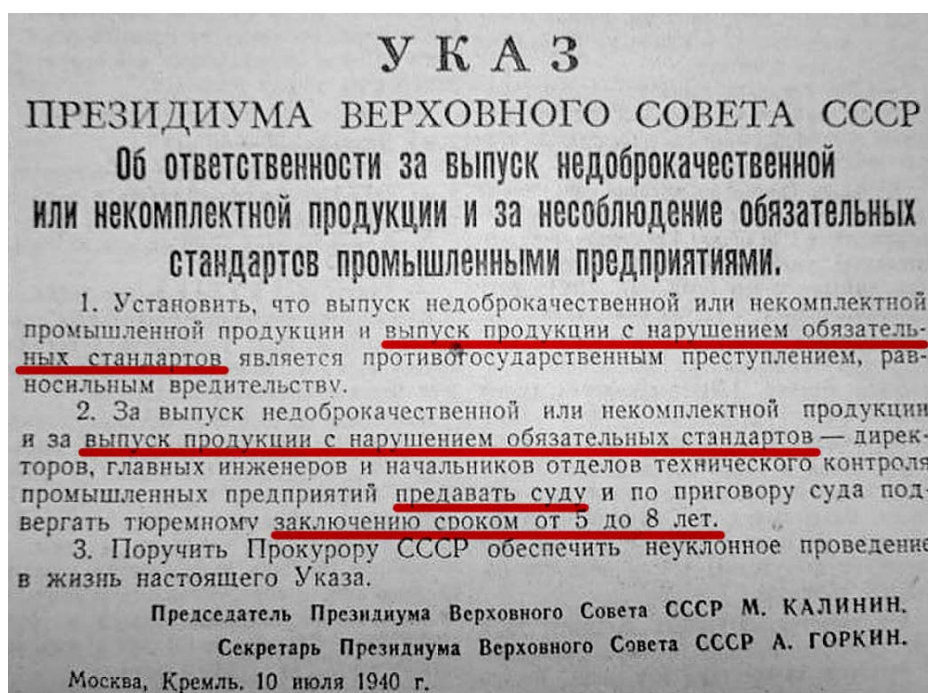 УКАЗ
ПРЕЗИДИУМА ВЕРХОВНОГО СОВЕТА СССР
Об ответственности за выпуск недоброкачественной
или некомплектной продукции и за несоблюдение обязательных
стандартов промышленными предприятиями.
1. Установить, что выпуск недоброкачественной или некомплектной
промышленной продукции и выпуск продукции с нарушением обязатель-
ных стандартов является противогосударственным преступлением, рав-
носильным вредительству.
2. За выпуск недоброкачественной или некомплектной продукции
и за выпуск продукции с нарушением обязательных стандартов — дирек-
торов, главных инженеров и начальников отделов технического контроля
промышленных предприятий предавать суду и по приговору суда под-
вергать тюремному заключению сроком от 5 до 8 лет.
3. Поручить Прокурору СССР обеспечить неуклонное проведение
в жизнь настоящего Указа.
Председатель Президиума Верховного Совета СССР М. КАЛИНИН.
Секретарь Президиума Верховного Совета СССР А. ГОРКИН.
Москва, Кремль. 10 июля 1940 г.